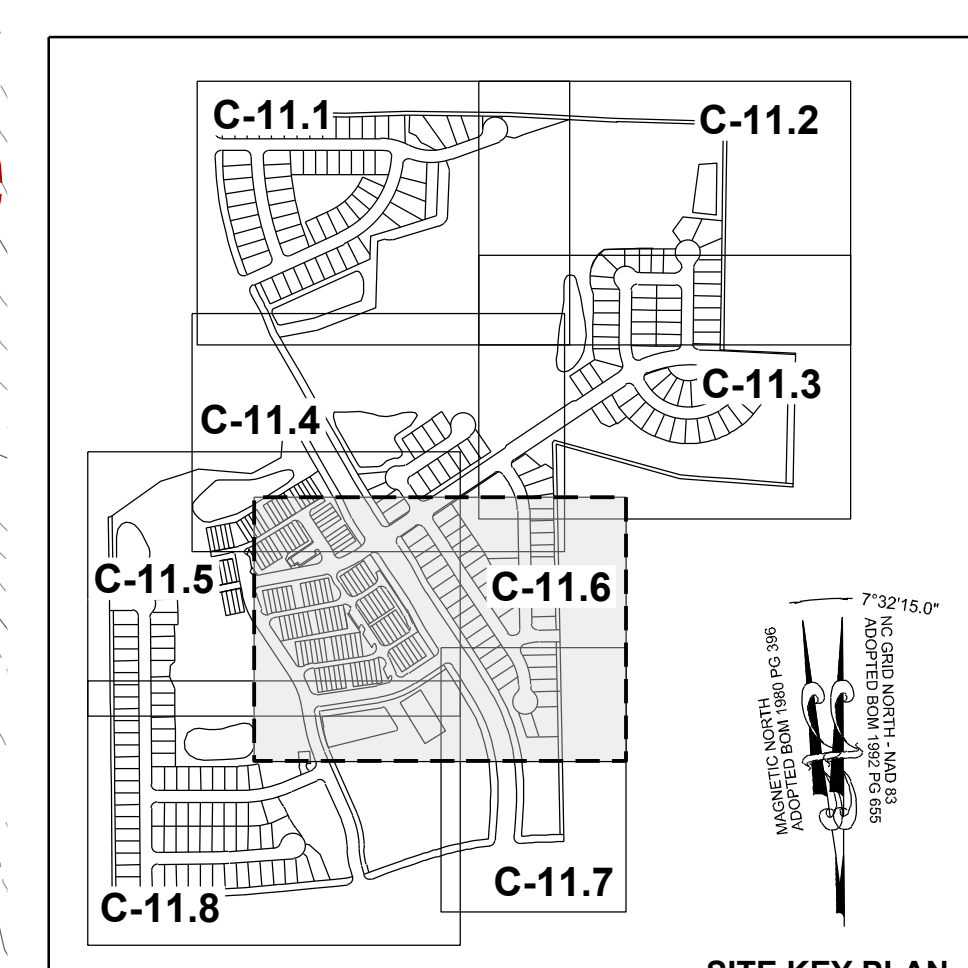 C-11.1
C-11.2
C-11.3
C-11.4
C-11.5
C-11.6
7°32'15.0"
MAGNETIC NORTH
ADOPTED BOM 1980 PG 396
NC GRID NORTH - NAD 83
ADOPTED BOM 1992 PG 655
C-11.7
C-11.8
SITE KEY PLAN